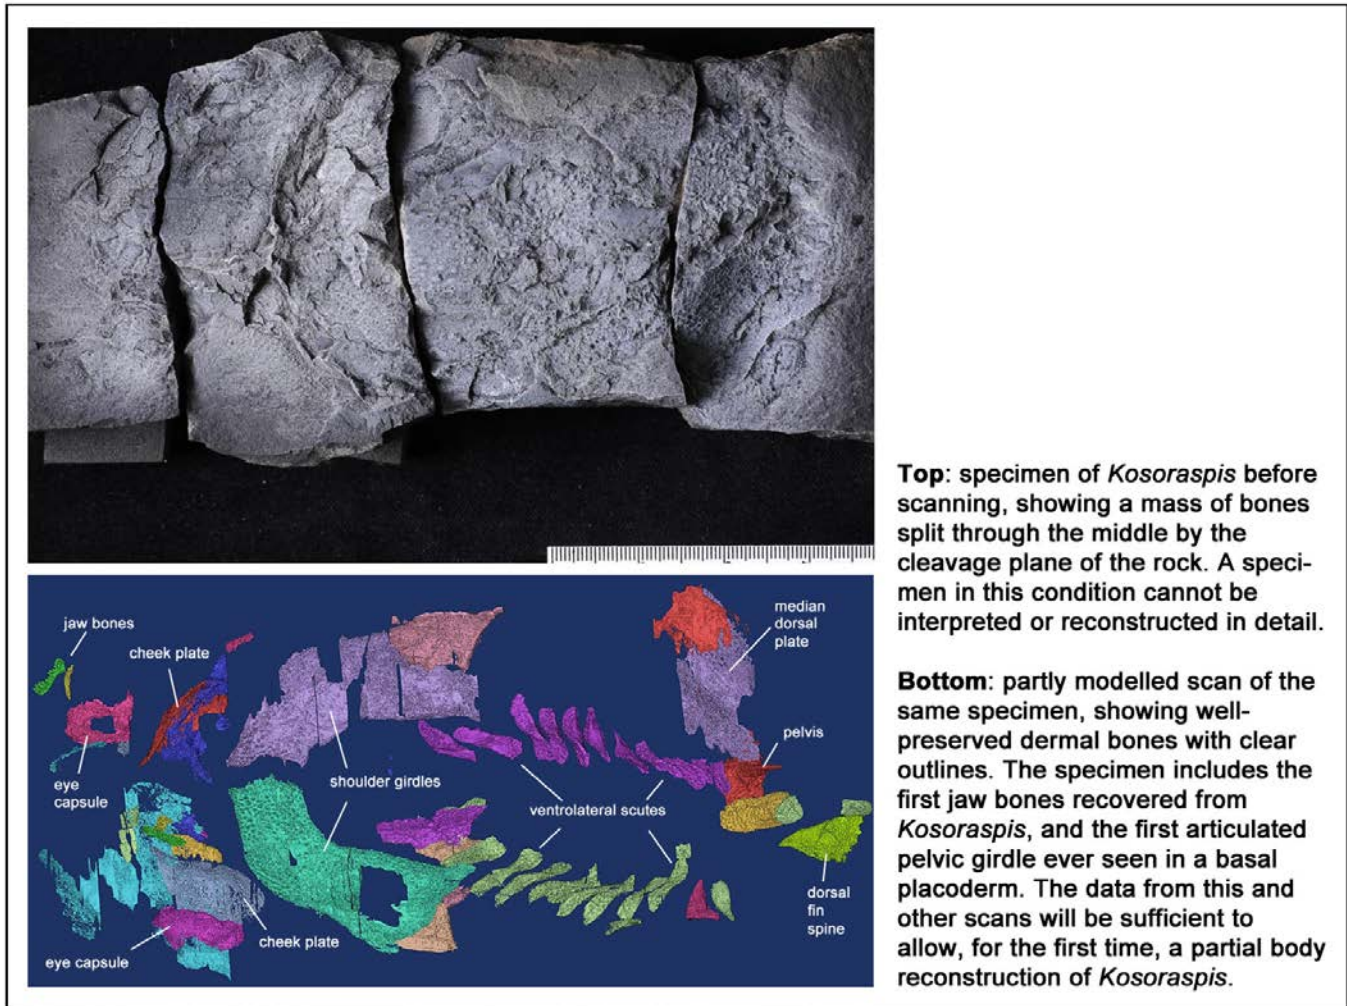 Top: specimen of Kosoraspis before
scanning, showing a mass of bones
split through the middle by the
cleavage plane of the rock. A speci-
men in this condition cannot be
interpreted or reconstructed in detail.
Bottom: partly modelled scan of the
same specimen, showing well-
preserved dermal bones with clear
outlines. The specimen includes the
first jaw bones recovered from
Kosoraspis, and the first articulated
pelvic girdle ever seen in a basal
placoderm. The data from this and
other scans will be sufficient to
allow, for the first time, a partial body
reconstruction of Kosoraspis.
jaw bones
cheek plate
eye
capsule
shoulder girdles
ventrolateral scutes
median
dorsal
plate
pelvis
dorsal
fin
spine
cheek plate
eye capsule